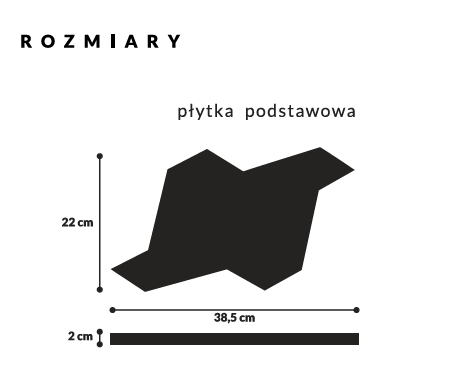 ROZMIARY
płytka podstawowa
22 cm
38,5 cm
2 cm